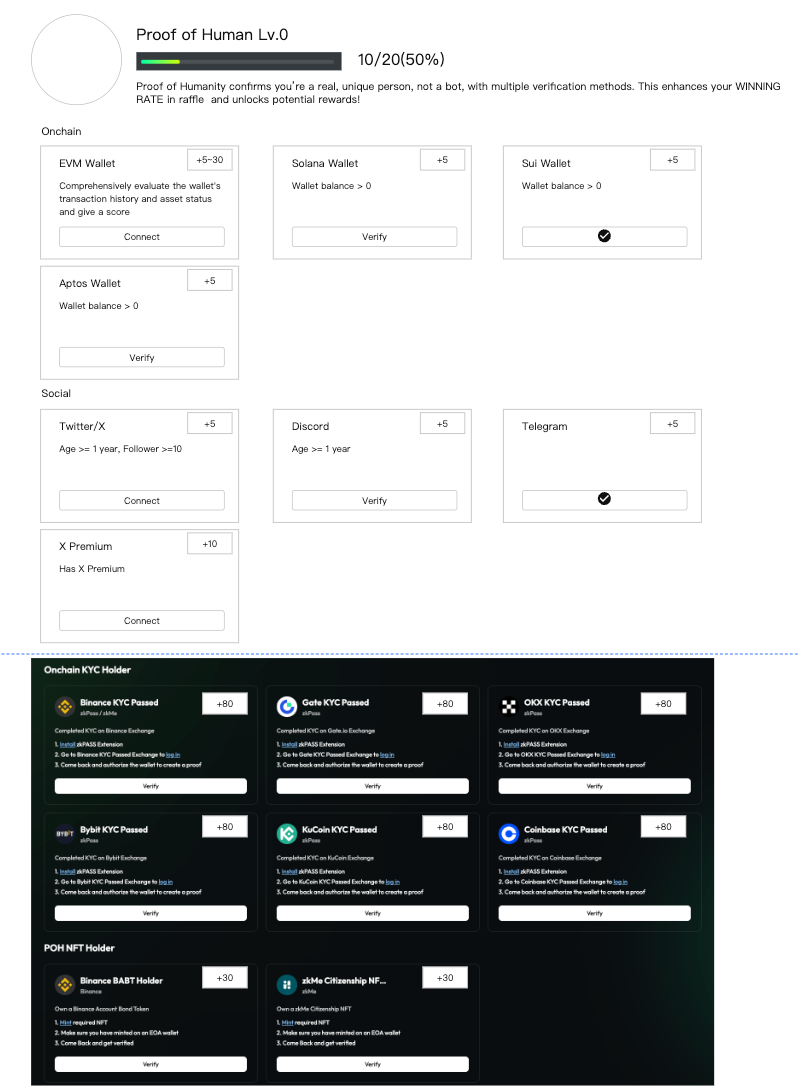 Proof of Human Lv.0
10/20(50%)
Proof of Humanity confirms you're a real, unique person, not a bot, with multiple verification methods. This enhances your WINNING
RATE in raffle and unlocks potential rewards!
Onchain
EVM Wallet
+5~30
Comprehensively evaluate the wallet's
transaction history and asset status
and give a score
Connect
Solana Wallet
+5
Wallet balance > 0
Verify
Sui Wallet
+5
Wallet balance > 0
Aptos Wallet
+5
Wallet balance > 0
Verify
Social
Twitter/X
+5
Age >= 1 year, Follower >=10
Connect
Discord
+5
Age >= 1 year
Verify
Telegram
+5
X Premium
+10
Has X Premium
Connect
Onchain KYC Holder
Binance KYC Passed
+80
zkPass / zkMe
Completed KYC on Binance Exchange
1. Install zkPASS Extension
2. Go to Binance KYC Passed Exchange to log in
3. Come back and authorize the wallet to create a proof
Verify
Gate KYC Passed
+80
zkPass
Completed KYC on Gate.io Exchange
1. Install zkPASS Extension
2. Go to Gate KYC Passed Exchange to log in
3. Come back and authorize the wallet to create a proof
Verify
OKX KYC Passed
+80
zkPass
Completed KYC on OKX Exchange
1. Install zkPASS Extension
2. Go to OKX KYC Passed Exchange to log in
3. Come back and authorize the wallet to create a proof
Verify
BYBIT
Bybit KYC Passed
+80
zkPass
Completed KYC on Bybit Exchange
1. Install zkPASS Extension
2. Go to Bybit KYC Passed Exchange to log in
3. Come back and authorize the wallet to create a proof
Verify
KuCoin KYC Passed
+80
zkPass
Completed KYC on KuCoin Exchange
1. Install zkPASS Extension
2. Go to KuCoin KYC Passed Exchange to log in
3. Come back and authorize the wallet to create a proof
Verify
Coinbase KYC Passed
+80
zkPass
Completed KYC on Coinbase Exchange
1. Install zkPASS Extension
2. Go to Coinbase KYC Passed Exchange to log in
3. Come back and authorize the wallet to create a proof
Verify
POH NFT Holder
Binance BABT Holder
+30
Binance
Own a Binance Account Bond Token
1. Mint required NFT
2. Make sure you have minted on an EOA wallet
3. Come Back and get verified
Verify
zkMe Citizenship NF...
+30
zkMe
Own a zkMe Citizenship NFT
1. Mint required NFT
2. Make sure you have minted on an EOA wallet
3. Come Back and get verified
Verify